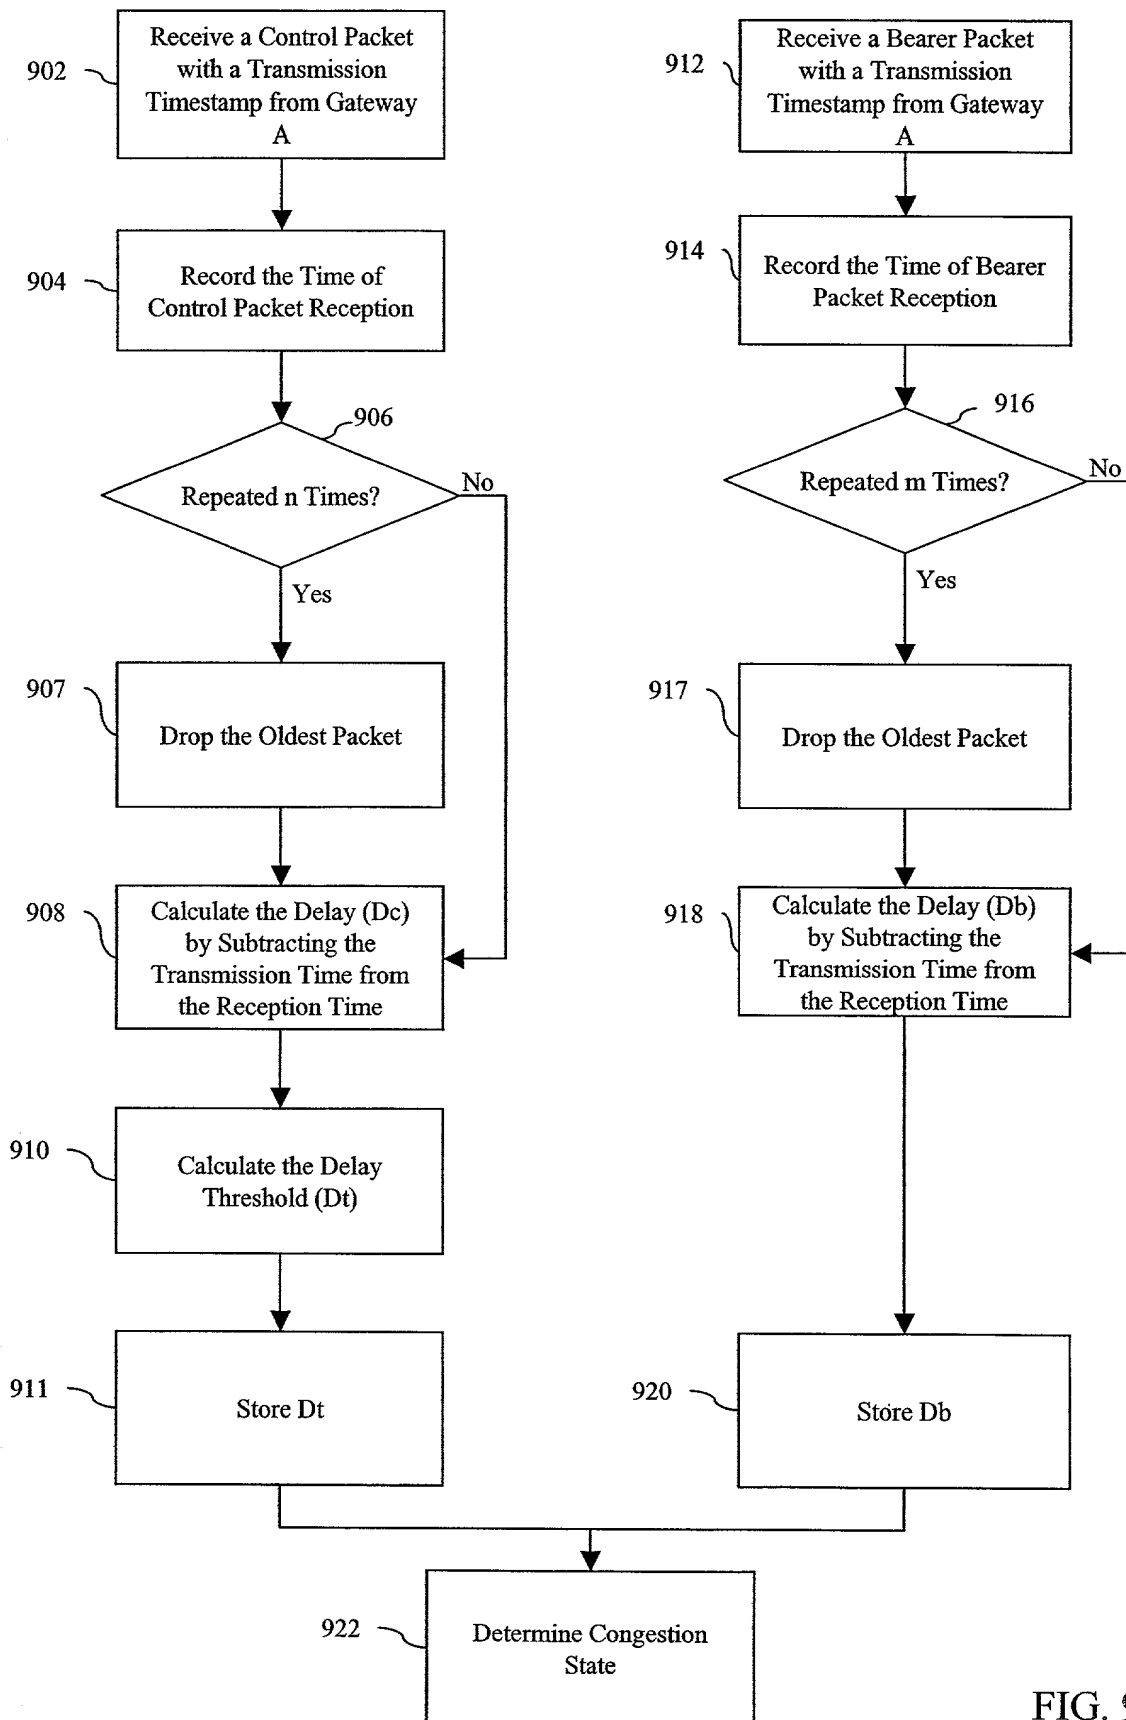 902
Receive a Control Packet
with a Transmission
Timestamp from Gateway
A
904
Record the Time of
Control Packet Reception
906
Repeated n Times?
No
Yes
907
Drop the Oldest Packet
908
Calculate the Delay (Dc)
by Subtracting the
Transmission Time from
the Reception Time
910
Calculate the Delay
Threshold (Dt)
911
Store Dt
912
Receive a Bearer Packet
with a Transmission
Timestamp from Gateway
A
914
Record the Time of Bearer
Packet Reception
916
Repeated m Times?
No
Yes
917
Drop the Oldest Packet
918
Calculate the Delay (Db)
by Subtracting the
Transmission Time from
the Reception Time
920
Store Db
922
Determine Congestion
State
FIG.